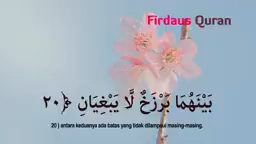 Firdaus Quran
بَيْنَهُمَا بَرْزَخٌ لَّا يَبْغِيَانِ ﴿٢٠
20 ) antara keduanya ada batas yang tidak dilampaui masing-masing.